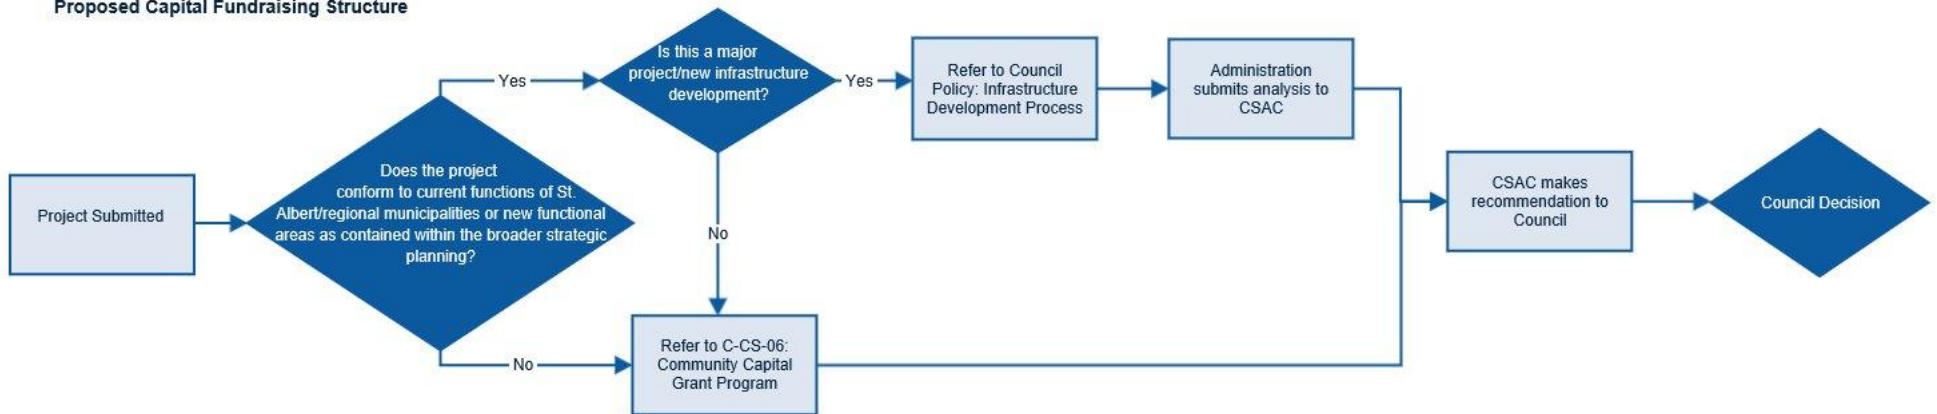 Proposed Capital Fundraising Structure
Project Submitted
Does the project
conform to current functions of St.
Albert/regional municipalities or new functional
areas as contained within the broader strategic
planning?
Yes
No
Is this a major
project/new infrastructure
development?
Yes
No
Refer to Council
Policy: Infrastructure
Development Process
Administration
submits analysis to
CSAC
Refer to C-CS-06:
Community Capital
Grant Program
CSAC makes
recommendation to
Council
Council Decision